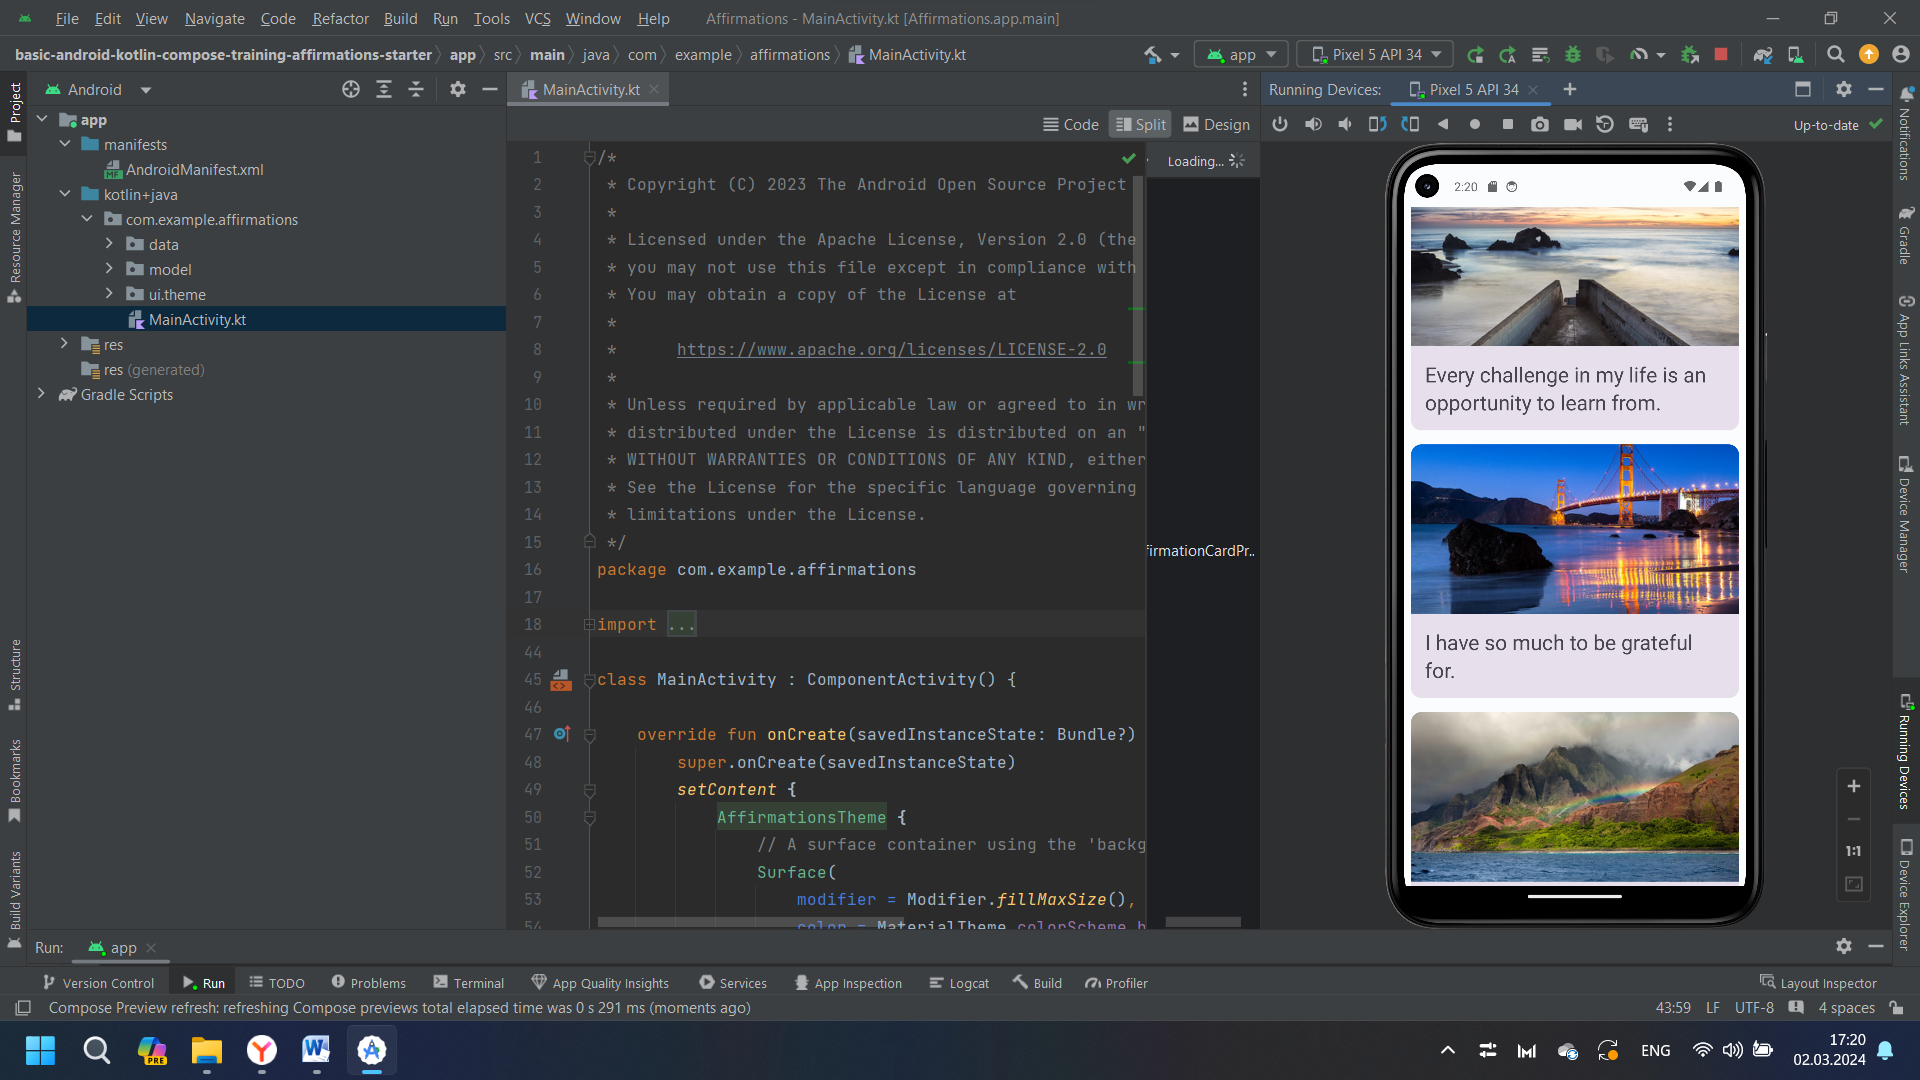 File Edit View Navigate Code Refactor Build Run Tools VCS Window Help Affirmations - MainActivity.kt [Affirmations.app.main]
basic-android-kotlin-compose-training-affirmations-starter app src main java com example affirmations MainActivity.kt app Pixel 5 API 34
Project
Resource Manager
Structure
Bookmarks
Build Variants
Android
app
manifests
AndroidManifest.xml
kotlin+java
com.example.affirmations
data
model
ui.theme
MainActivity.kt
res
res (generated)
Gradle Scripts
MainActivity.kt
Code Split Design
1 /*
2 * Copyright (C) 2023 The Android Open Source Project
3 *
4 * Licensed under the Apache License, Version 2.0 (the
5 * you may not use this file except in compliance with
6 * You may obtain a copy of the License at
7 *
8 * https://www.apache.org/licenses/LICENSE-2.0
9 *
10 * Unless required by applicable law or agreed to in wr
11 * distributed under the License is distributed on an "
12 * WITHOUT WARRANTIES OR CONDITIONS OF ANY KIND, either
13 * See the License for the specific language governing
14 * limitations under the License.
15 */
16 package com.example.affirmations
17
18 import ...
44
45 class MainActivity : ComponentActivity() {
46
47 override fun onCreate(savedInstanceState: Bundle?)
48 super.onCreate(savedInstanceState)
49 setContent {
50 AffirmationsTheme {
51 // A surface container using the 'backg
52 Surface(
53 modifier = Modifier.fillMaxSize(),
54 color = MaterialTheme.colorScheme.b
Loading...
firmationCardPr..
Running Devices: Pixel 5 API 34
Up-to-date
2:20
Every challenge in my life is an
opportunity to learn from.
I have so much to be grateful
for.
1:1
Notifications
Gradle
App Links Assistant
Device Manager
Running Devices
Device Explorer
Run: app
Version Control Run TODO Problems Terminal App Quality Insights Services App Inspection Logcat Build Profiler Layout Inspector
Compose Preview refresh: refreshing Compose previews total elapsed time was 0 s 291 ms (moments ago) 43:59 LF UTF-8 4 spaces
PRE
ENG
17:20
02.03.2024